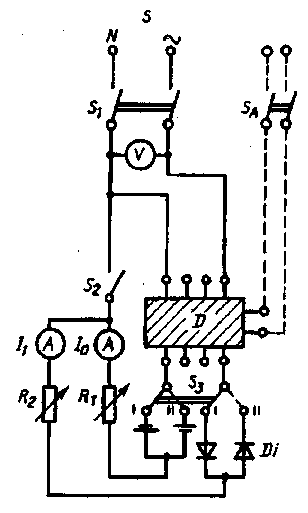 S
N ~
S1 SA
V
S2
I1 A I0 A
D
S3
R2 R1
I II I II
Di